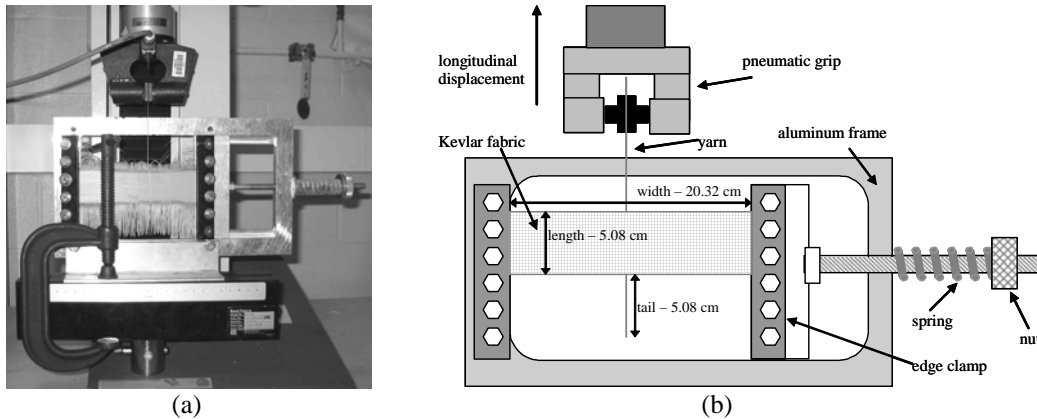 longitudinal
displacement
pneumatic grip
aluminum frame
Kevlar fabric
yarn
width – 20.32 cm
length – 5.08 cm
tail – 5.08 cm
spring
nut
edge clamp
(a)
(b)